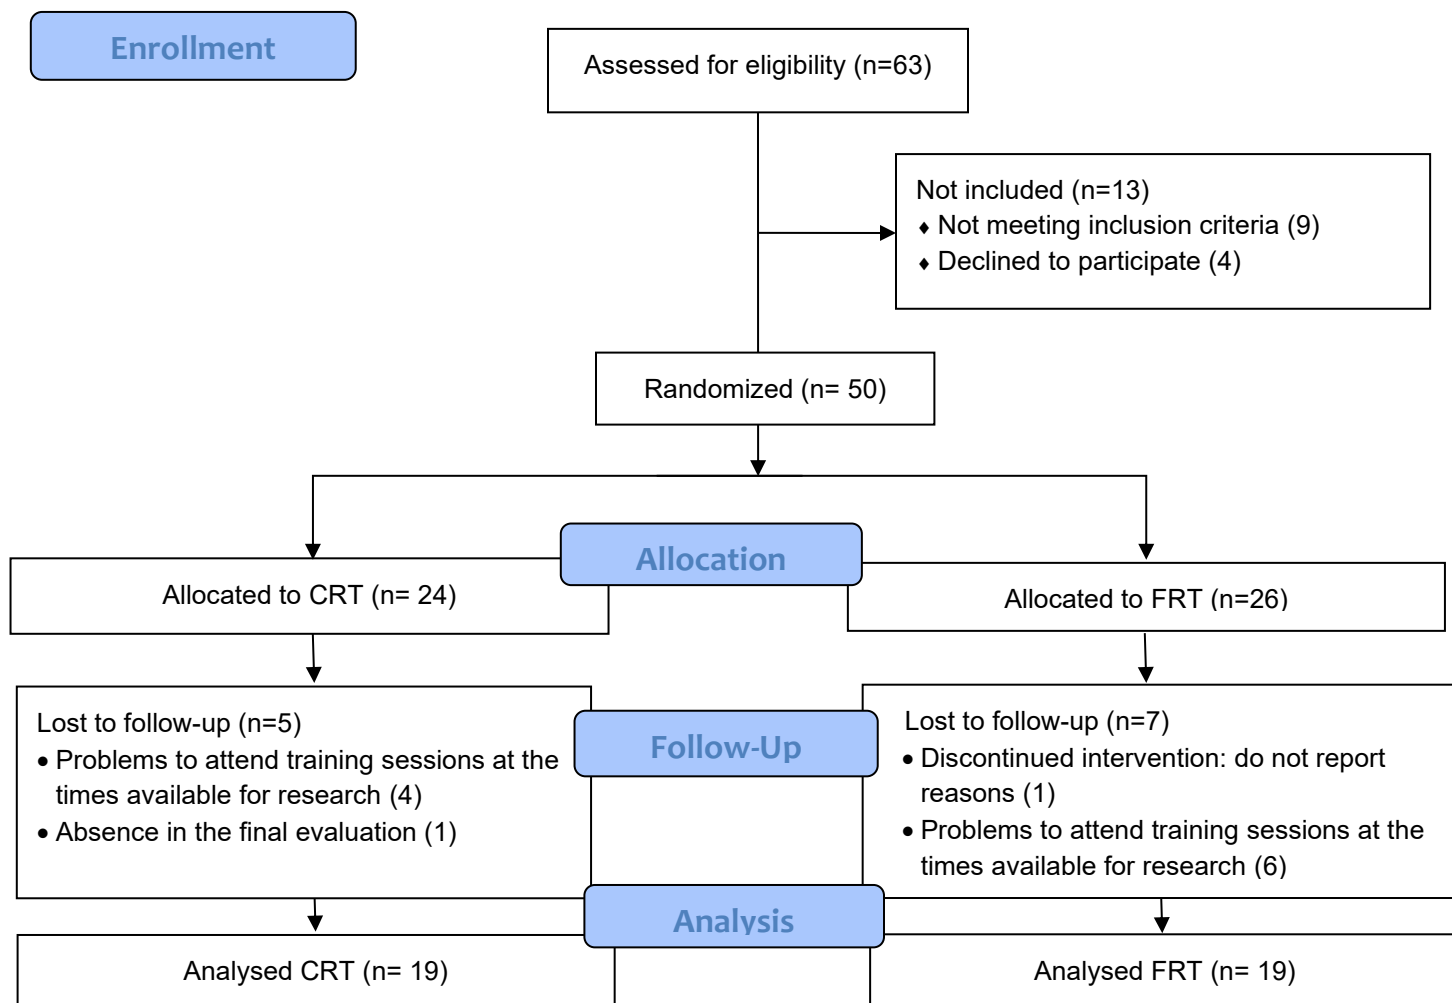 Enrollment
Assessed for eligibility (n=63)
Not included (n=13)
♦ Not meeting inclusion criteria (9)
♦ Declined to participate (4)
Randomized (n= 50)
Allocation
Allocated to CRT (n= 24)
Allocated to FRT (n=26)
Follow-Up
Lost to follow-up (n=5)
• Problems to attend training sessions at the
times available for research (4)
• Absence in the final evaluation (1)
Lost to follow-up (n=7)
• Discontinued intervention: do not report
reasons (1)
• Problems to attend training sessions at the
times available for research (6)
Analysis
Analysed CRT (n= 19)
Analysed FRT (n= 19)